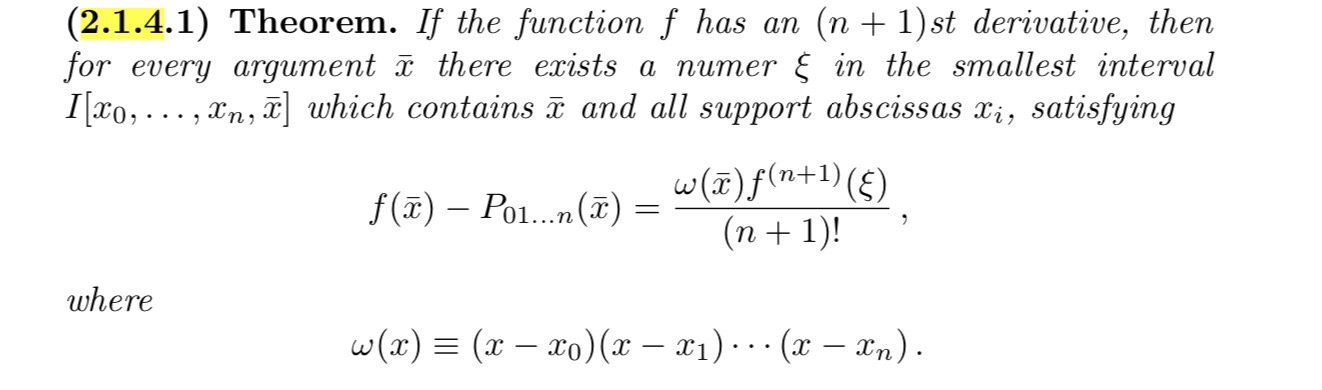 (2.1.4.1) Theorem. If the function f has an (n + 1)st derivative, then
for every argument x̄ there exists a numer ξ in the smallest interval
I[x₀, . . . , xₙ, x̄] which contains x̄ and all support abscissas xᵢ, satisfying
f(x̄) − P₀₁...ₙ(x̄) = ω(x̄)f⁽ⁿ⁺¹⁾(ξ) / (n + 1)! ,
where
ω(x) ≡ (x − x₀)(x − x₁) · · · (x − xₙ) .